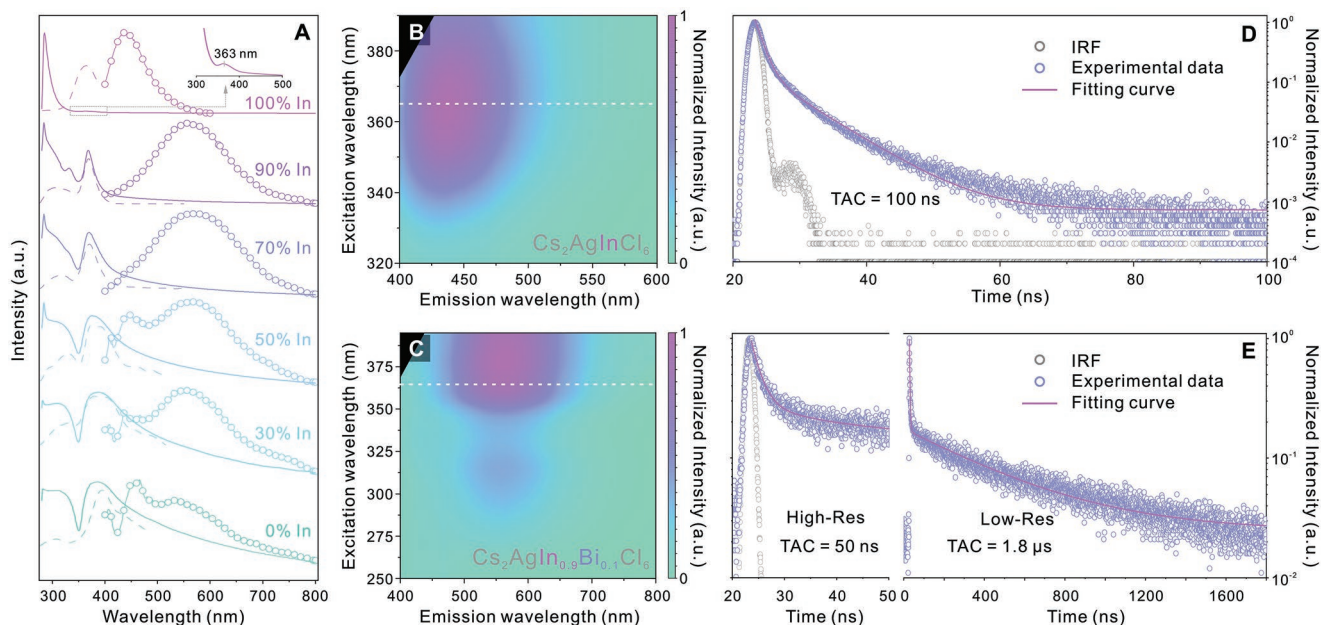 A
363 nm
300 400 500
100% In
90% In
70% In
50% In
30% In
0% In
Intensity (a.u.)
300 400 500 600 700 800
Wavelength (nm)
B
Excitation wavelength (nm)
380
360
340
320
Cs₂AgInCl₆
400 450 500 550 600
Emission wavelength (nm)
1
0
Normalized Intensity (a.u.)
C
Excitation wavelength (nm)
390
350
325
300
275
250
Cs₂AgIn₀.₉Bi₀.₁Cl₆
400 500 600 700 800
Emission wavelength (nm)
1
0
Normalized Intensity (a.u.)
D
IRF
Experimental data
Fitting curve
TAC = 100 ns
20 40 60 80 100
Time (ns)
10⁰
10⁻¹
10⁻²
10⁻³
10⁻⁴
Normalized Intensity (a.u.)
E
IRF
Experimental data
Fitting curve
High-Res
TAC = 50 ns
Low-Res
TAC = 1.8 µs
20 30 40 50
Time (ns)
0 400 800 1200 1600
Time (ns)
10⁰
10⁻¹
10⁻²
Normalized Intensity (a.u.)